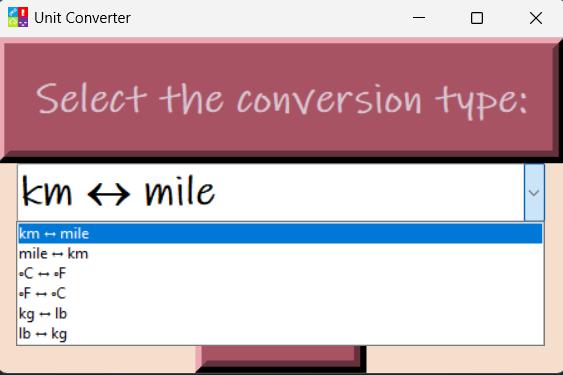 Unit Converter
Select the conversion type:
km ↔ mile
km ↔ mile
mile ↔ km
∘C ↔ ∘F
∘F ↔ ∘C
kg ↔ lb
lb ↔ kg